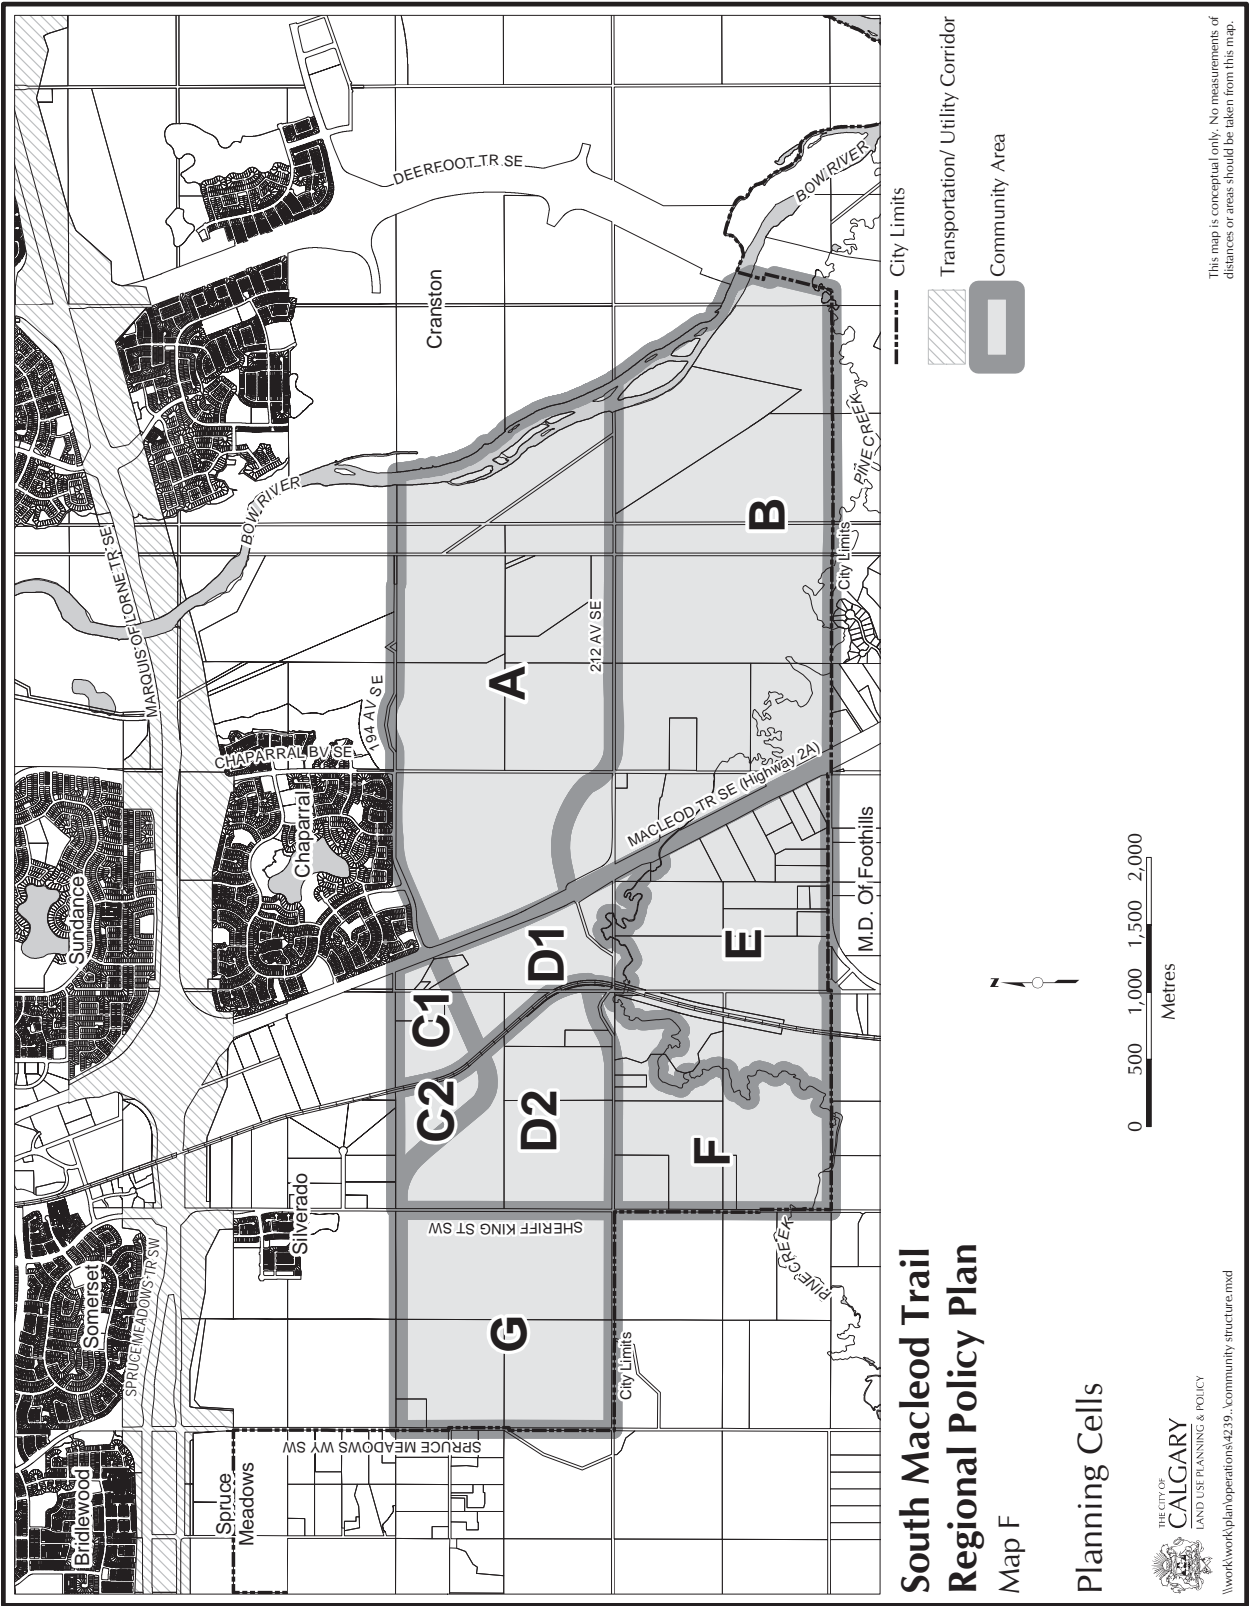 Bridlewood
Somerset
SPRUCE MEADOWS TR SW
Sundance
MARQUIS OF LORNE TR SE
Spruce
Meadows
Silverado
Chaparral
CHAPARRAL BV SE
194 AV SE
BOW RIVER
DEERFOOT TR SE
Cranston
SPRUCE MEADOWS WY SW
SHERIFF KING ST SW
G
C2
C1
D2
D1
A
212 AV SE
F
E
B
MACLEOD TR SE (Highway 2A)
BOW RIVER
PINE CREEK
PINE CREEK
City Limits
City Limits
M.D. Of Foothills
South Macleod Trail
Regional Policy Plan
Map F
Planning Cells
THE CITY OF
CALGARY
LAND USE PLANNING & POLICY
\\work\work\plan\operations\4239..\community structure.mxd
N
0 500 1,000 1,500 2,000
Metres
City Limits
Transportation/ Utility Corridor
Community Area
This map is conceptual only. No measurements of
distances or areas should be taken from this map.